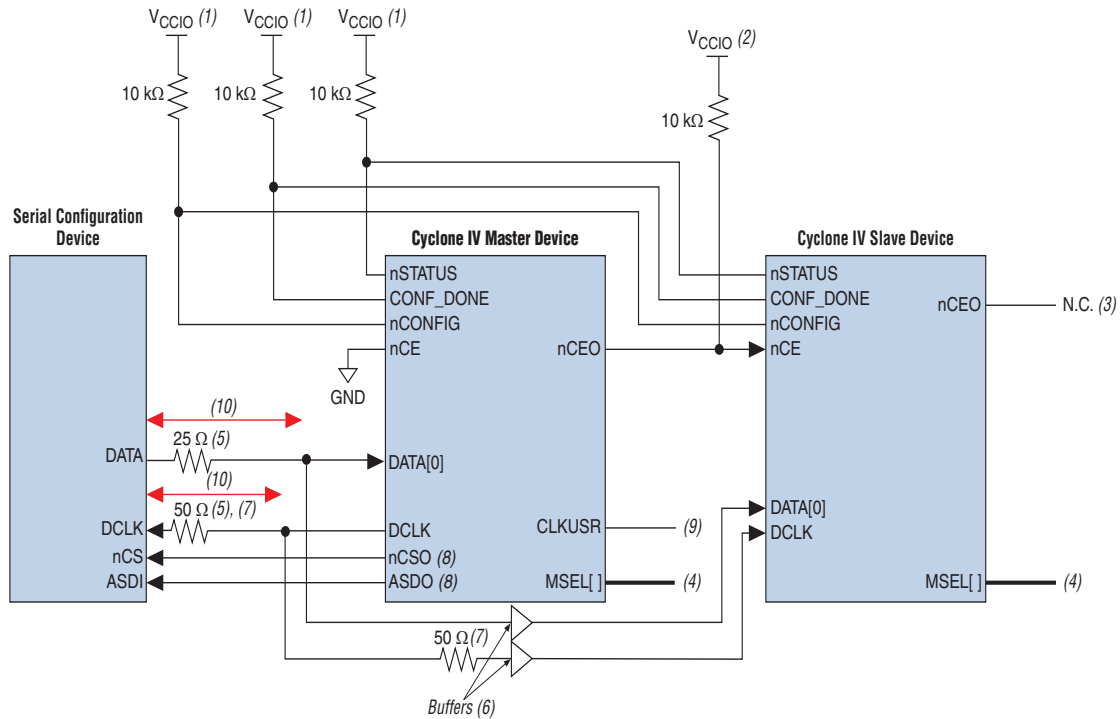 VCCIO (1)
VCCIO (1)
VCCIO (1)
VCCIO (2)
10 kΩ
10 kΩ
10 kΩ
10 kΩ
Serial Configuration
Device
Cyclone IV Master Device
Cyclone IV Slave Device
nSTATUS
CONF_DONE
nCONFIG
nCE
nCEO
GND
nSTATUS
CONF_DONE
nCONFIG
nCE
nCEO
N.C. (3)
(10)
25 Ω (5)
DATA
DATA[0]
(10)
50 Ω (5), (7)
DCLK
DCLK
nCS
nCSO (8)
ASDI
ASDO (8)
CLKUSR
(9)
MSEL[ ]
(4)
DATA[0]
DCLK
MSEL[ ]
(4)
50 Ω (7)
Buffers (6)